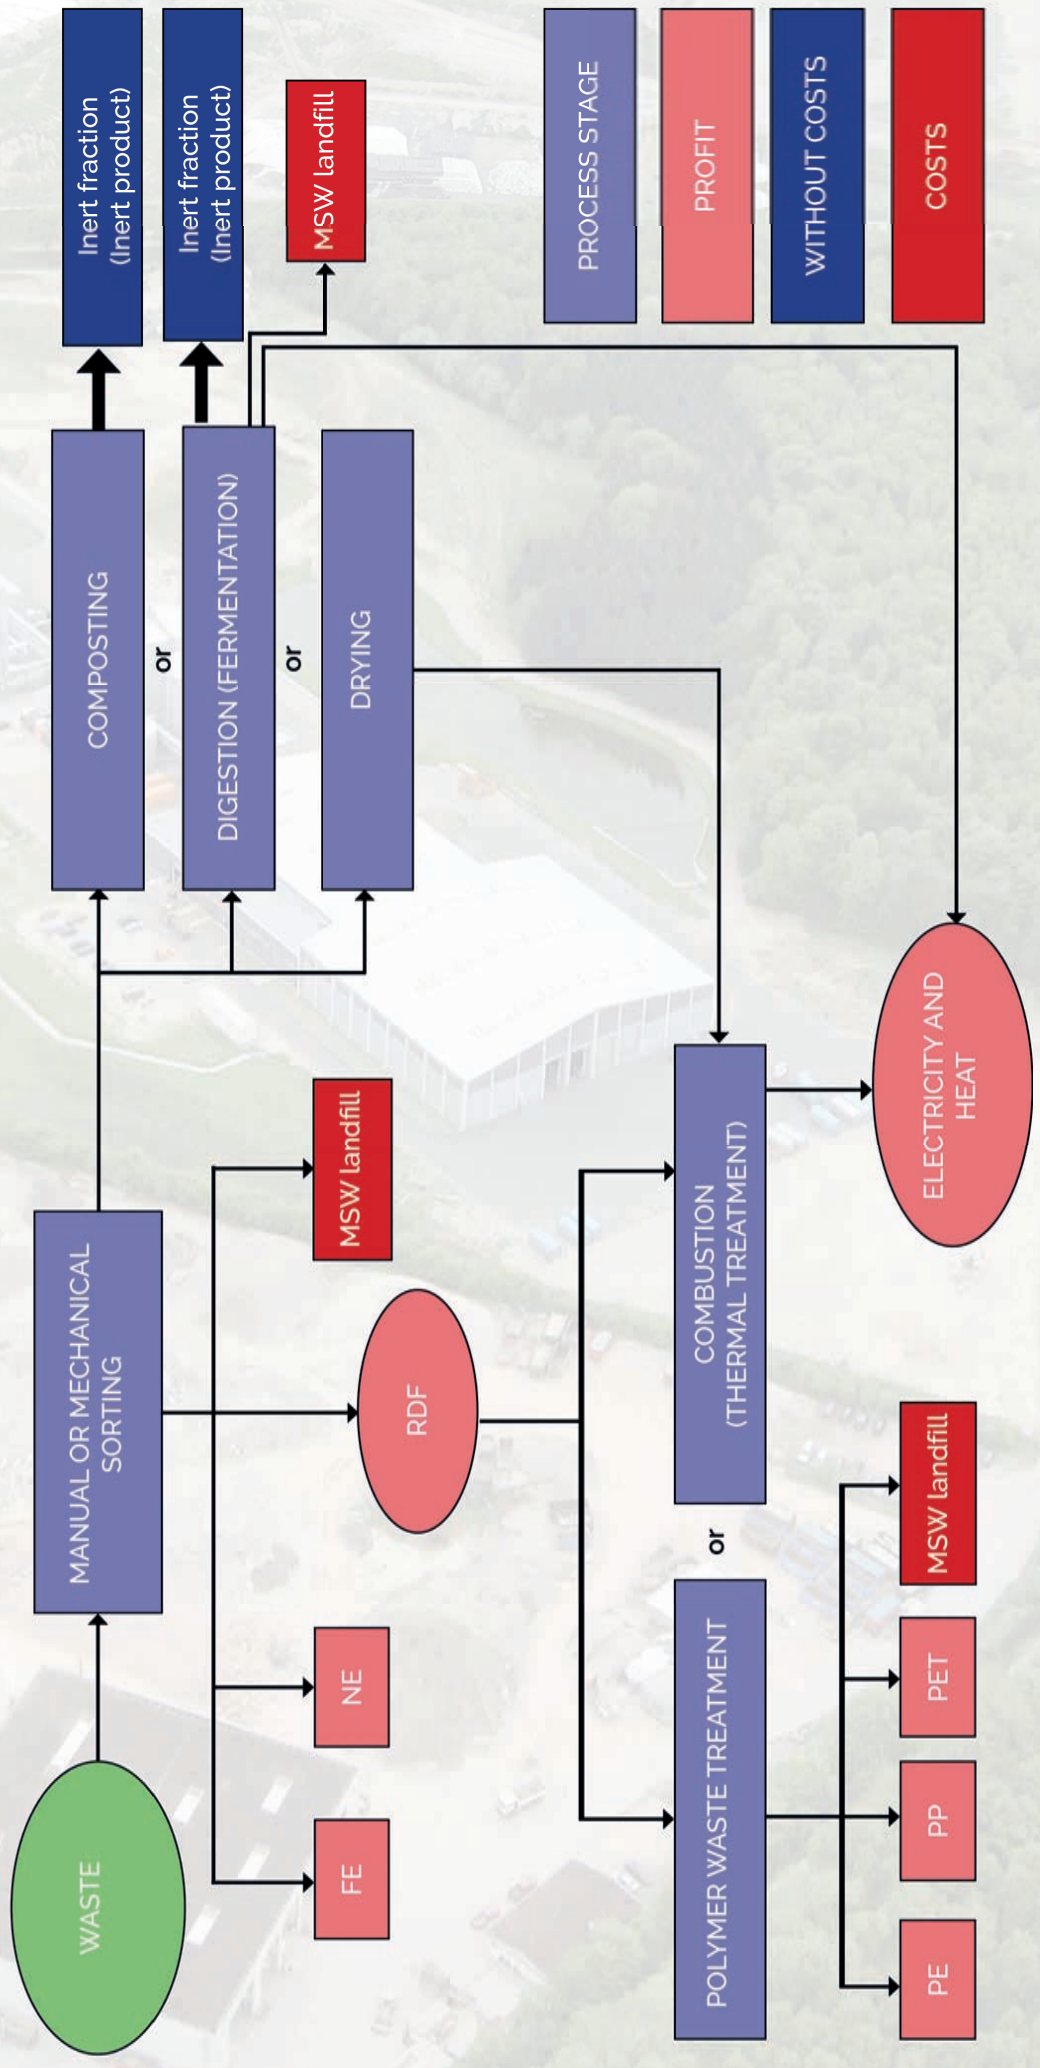 WASTE
MANUAL OR MECHANICAL
SORTING
COMPOSTING
Inert fraction
(Inert product)
or
DIGESTION (FERMENTATION)
Inert fraction
(Inert product)
or
DRYING
MSW landfill
FE
NE
RDF
MSW landfill
POLYMER WASTE TREATMENT
or
COMBUSTION
(THERMAL TREATMENT)
PE
PP
PET
MSW landfill
ELECTRICITY AND
HEAT
PROCESS STAGE
PROFIT
WITHOUT COSTS
COSTS